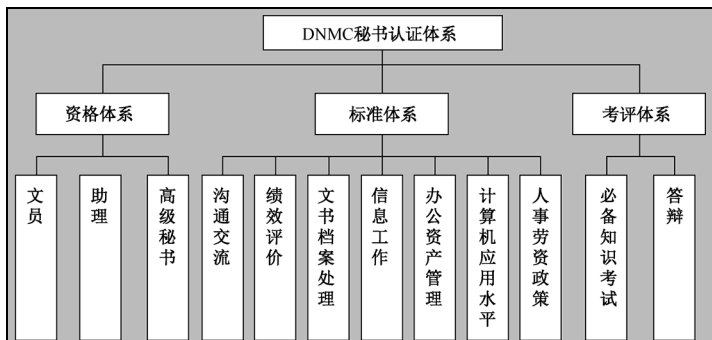 DNMC秘书认证体系
资格体系
标准体系
考评体系
文员
助理
高级秘书
沟通交流
绩效评价
文书档案处理
信息工作
办公资产管理
计算机应用水平
人事劳资政策
必备知识考试
答辩